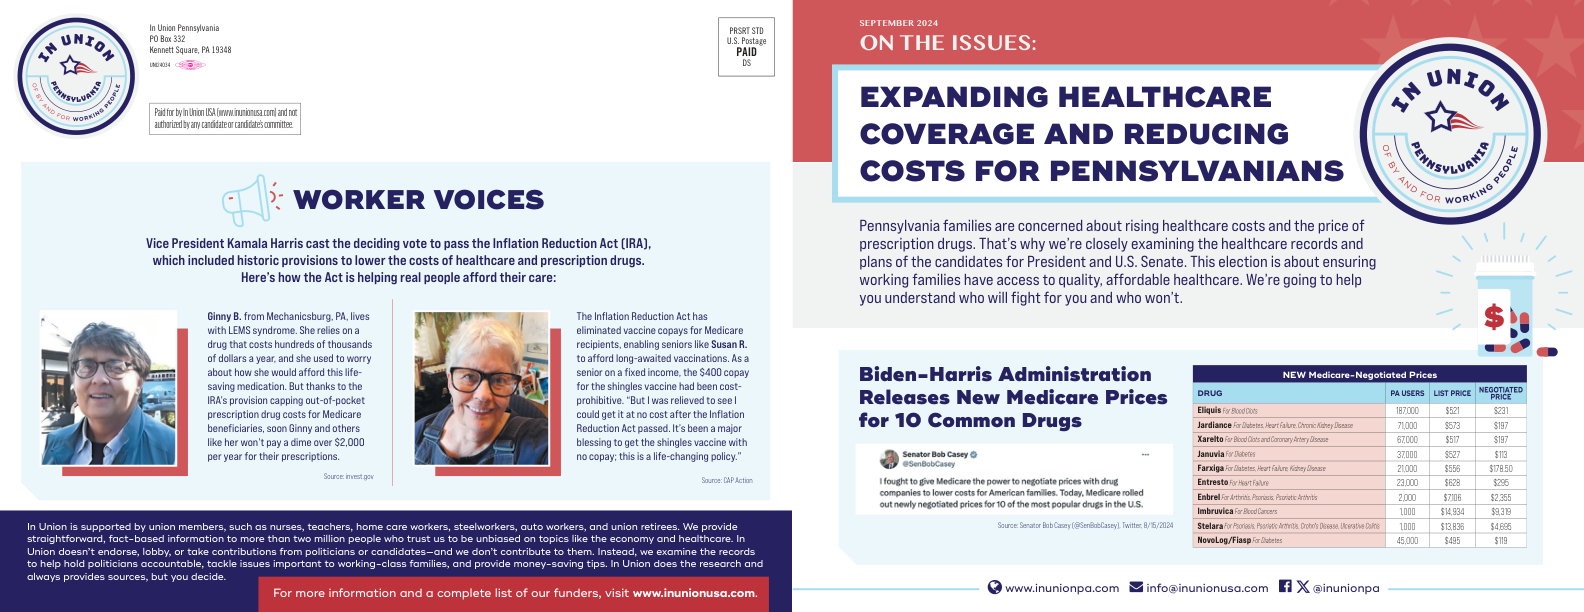 IN UNION
PENNSYLVANIA
OF BY AND FOR WORKING PEOPLE
In Union Pennsylvania
PO Box 332
Kennett Square, PA 19348
UNI24034
Paid for by In Union USA (www.inunionusa.com) and not
authorized by any candidate or candidate's committee.
PRSRT STD
U.S. Postage
PAID
DS
WORKER VOICES
Vice President Kamala Harris cast the deciding vote to pass the Inflation Reduction Act (IRA),
which included historic provisions to lower the costs of healthcare and prescription drugs.
Here's how the Act is helping real people afford their care:
Ginny B. from Mechanicsburg, PA, lives
with LEMS syndrome. She relies on a
drug that costs hundreds of thousands
of dollars a year, and she used to worry
about how she would afford this life-
saving medication. But thanks to the
IRA's provision capping out-of-pocket
prescription drug costs for Medicare
beneficiaries, soon Ginny and others
like her won't pay a dime over $2,000
per year for their prescriptions.
Source: invest.gov
The Inflation Reduction Act has
eliminated vaccine copays for Medicare
recipients, enabling seniors like Susan R.
to afford long-awaited vaccinations. As a
senior on a fixed income, the $400 copay
for the shingles vaccine had been cost-
prohibitive. "But I was relieved to see I
could get it at no cost after the Inflation
Reduction Act passed. It's been a major
blessing to get the shingles vaccine with
no copay; this is a life-changing policy."
Source: CAP Action
In Union is supported by union members, such as nurses, teachers, home care workers, steelworkers, auto workers, and union retirees. We provide
straightforward, fact-based information to more than two million people who trust us to be unbiased on topics like the economy and healthcare. In
Union doesn't endorse, lobby, or take contributions from politicians or candidates—and we don't contribute to them. Instead, we examine the records
to help hold politicians accountable, tackle issues important to working-class families, and provide money-saving tips. In Union does the research and
always provides sources, but you decide.
For more information and a complete list of our funders, visit www.inunionusa.com.
SEPTEMBER 2024
ON THE ISSUES:
EXPANDING HEALTHCARE
COVERAGE AND REDUCING
COSTS FOR PENNSYLVANIANS
IN UNION
PENNSYLVANIA
OF BY AND FOR WORKING PEOPLE
Pennsylvania families are concerned about rising healthcare costs and the price of
prescription drugs. That's why we're closely examining the healthcare records and
plans of the candidates for President and U.S. Senate. This election is about ensuring
working families have access to quality, affordable healthcare. We're going to help
you understand who will fight for you and who won't.
$
Biden-Harris Administration
Releases New Medicare Prices
for 10 Common Drugs
Senator Bob Casey
@SenBobCasey
I fought to give Medicare the power to negotiate prices with drug
companies to lower costs for American families. Today, Medicare rolled
out newly negotiated prices for 10 of the most popular drugs in the U.S.
Source: Senator Bob Casey (@SenBobCasey), Twitter, 8/15/2024
NEW Medicare-Negotiated Prices
DRUG PA USERS LIST PRICE NEGOTIATED PRICE
Eliquis For Blood Clots 187,000 $521 $231
Jardiance For Diabetes, Heart Failure, Chronic Kidney Disease 71,000 $573 $197
Xarelto For Blood Clots and Coronary Artery Disease 67,000 $517 $197
Januvia For Diabetes 37,000 $527 $113
Farxiga For Diabetes, Heart Failure, Kidney Disease 21,000 $556 $178.50
Entresto For Heart Failure 23,000 $628 $295
Enbrel For Arthritis, Psoriasis, Psoriatic Arthritis 2,000 $7,106 $2,355
Imbruvica For Blood Cancers 1,000 $14,934 $9,319
Stelara For Psoriasis, Psoriatic Arthritis, Crohn's Disease, Ulcerative Colitis 1,000 $13,836 $4,695
NovoLog/Fiasp For Diabetes 45,000 $495 $119
www.inunionpa.com info@inunionusa.com @inunionpa